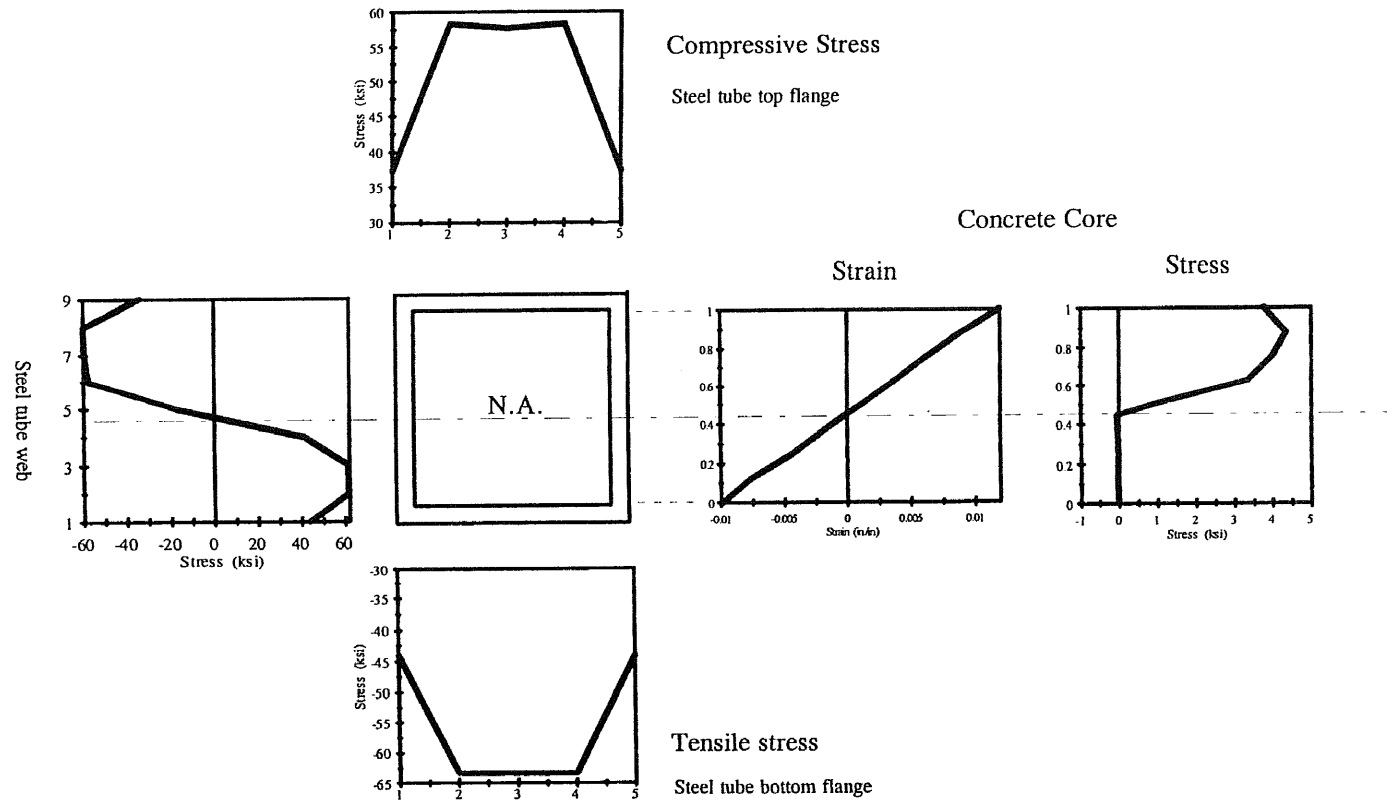 60
55
50
45
40
35
30
Stress (ksi)
1 2 3 4 5
Compressive Stress
Steel tube top flange
Concrete Core
Strain
Stress
9
7
5
3
1
Steel tube web
-60 -40 -20 0 20 40 60
Stress (ksi)
N.A.
1
0.8
0.6
0.4
0.2
0
-0.01 -0.005 0 0.005 0.01
Strain (in/in)
1
0.8
0.6
0.4
0.2
0
-1 0 1 2 3 4 5
Stress (ksi)
-30
-35
-40
-45
-50
-55
-60
-65
Stress (ksi)
1 2 3 4 5
Tensile stress
Steel tube bottom flange